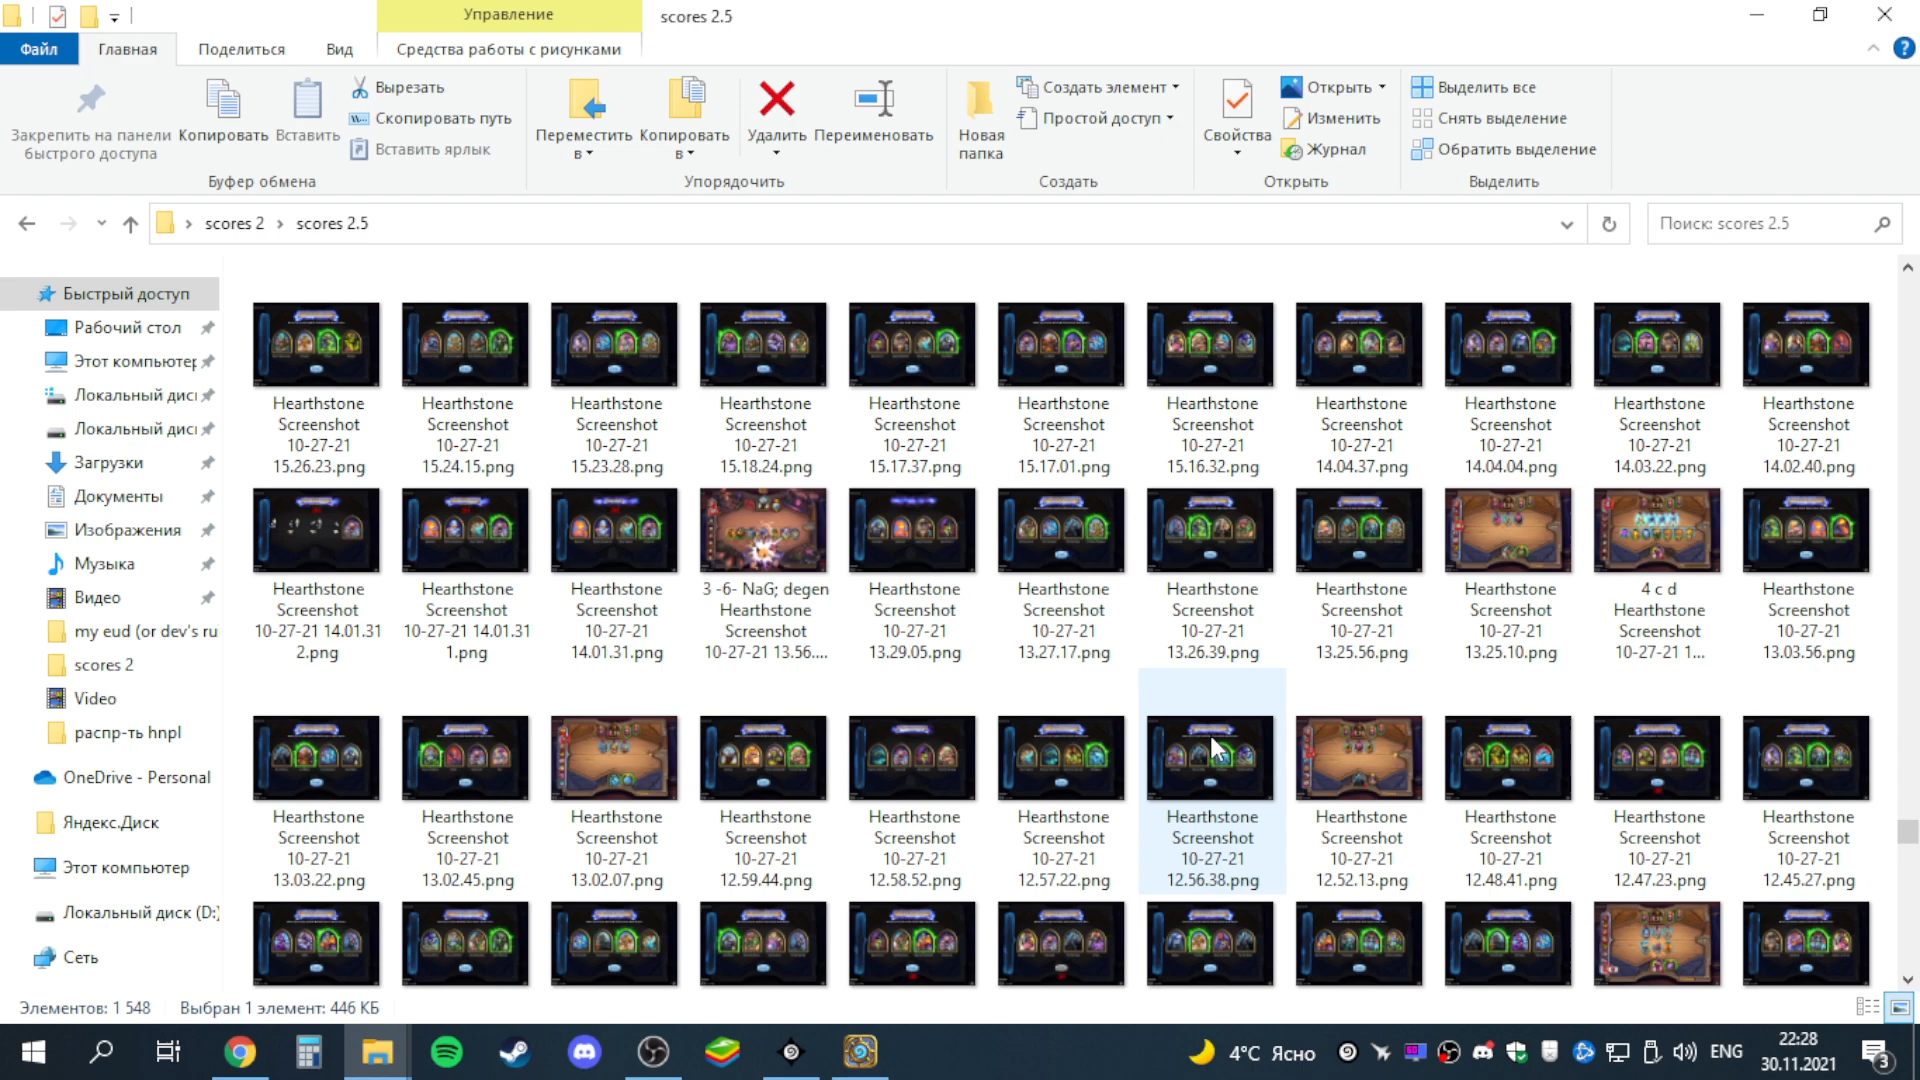 Управление
scores 2.5
Файл
Главная
Поделиться
Вид
Средства работы с рисунками
Закрепить на панели быстрого доступа
Копировать
Вставить
Вырезать
Скопировать путь
Вставить ярлык
Буфер обмена
Переместить в
Копировать в
Удалить
Переименовать
Упорядочить
Новая папка
Создать элемент
Простой доступ
Создать
Свойства
Открыть
Изменить
Журнал
Открыть
Выделить все
Снять выделение
Обратить выделение
Выделить
scores 2
scores 2.5
Поиск: scores 2.5
Быстрый доступ
Рабочий стол
Этот компьютер
Локальный дис
Локальный дис
Загрузки
Документы
Изображения
Музыка
Видео
my eud (or dev's ru
scores 2
Video
распр-ть hnpl
OneDrive - Personal
Яндекс.Диск
Этот компьютер
Локальный диск (D:)
Сеть
Hearthstone Screenshot 10-27-21 15.26.23.png
Hearthstone Screenshot 10-27-21 15.24.15.png
Hearthstone Screenshot 10-27-21 15.23.28.png
Hearthstone Screenshot 10-27-21 15.18.24.png
Hearthstone Screenshot 10-27-21 15.17.37.png
Hearthstone Screenshot 10-27-21 15.17.01.png
Hearthstone Screenshot 10-27-21 15.16.32.png
Hearthstone Screenshot 10-27-21 14.04.37.png
Hearthstone Screenshot 10-27-21 14.04.04.png
Hearthstone Screenshot 10-27-21 14.03.22.png
Hearthstone Screenshot 10-27-21 14.02.40.png
Hearthstone Screenshot 10-27-21 14.01.31 2.png
Hearthstone Screenshot 10-27-21 14.01.31 1.png
Hearthstone Screenshot 10-27-21 14.01.31.png
3 -6- NaG; degen Hearthstone Screenshot 10-27-21 13.56....
Hearthstone Screenshot 10-27-21 13.29.05.png
Hearthstone Screenshot 10-27-21 13.27.17.png
Hearthstone Screenshot 10-27-21 13.26.39.png
Hearthstone Screenshot 10-27-21 13.25.56.png
Hearthstone Screenshot 10-27-21 13.25.10.png
4 c d Hearthstone Screenshot 10-27-21 1...
Hearthstone Screenshot 10-27-21 13.03.56.png
Hearthstone Screenshot 10-27-21 13.03.22.png
Hearthstone Screenshot 10-27-21 13.02.45.png
Hearthstone Screenshot 10-27-21 13.02.07.png
Hearthstone Screenshot 10-27-21 12.59.44.png
Hearthstone Screenshot 10-27-21 12.58.52.png
Hearthstone Screenshot 10-27-21 12.57.22.png
Hearthstone Screenshot 10-27-21 12.56.38.png
Hearthstone Screenshot 10-27-21 12.52.13.png
Hearthstone Screenshot 10-27-21 12.48.41.png
Hearthstone Screenshot 10-27-21 12.47.23.png
Hearthstone Screenshot 10-27-21 12.45.27.png
Элементов: 1 548
Выбран 1 элемент: 446 КБ
4°C Ясно
ENG
22:28
30.11.2021
3